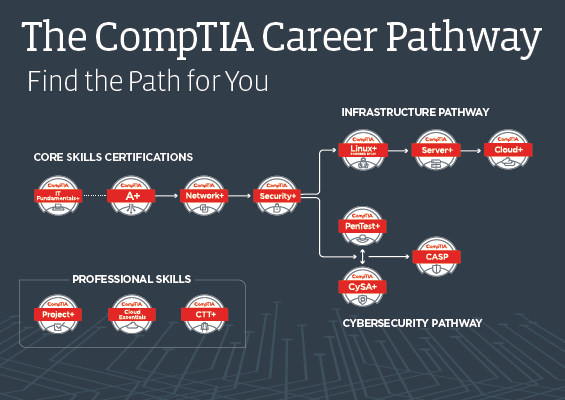 The CompTIA Career Pathway
Find the Path for You
INFRASTRUCTURE PATHWAY
CompTIA
Linux+
CompTIA
Server+
CompTIA
Cloud+
CORE SKILLS CERTIFICATIONS
CompTIA
IT
Fundamentals+
CompTIA
A+
CompTIA
Network+
CompTIA
Security+
CompTIA
PenTest+
CompTIA
CySA+
CompTIA
CASP
CYBERSECURITY PATHWAY
PROFESSIONAL SKILLS
CompTIA
Project+
CompTIA
Cloud
Essentials
CompTIA
CTT+